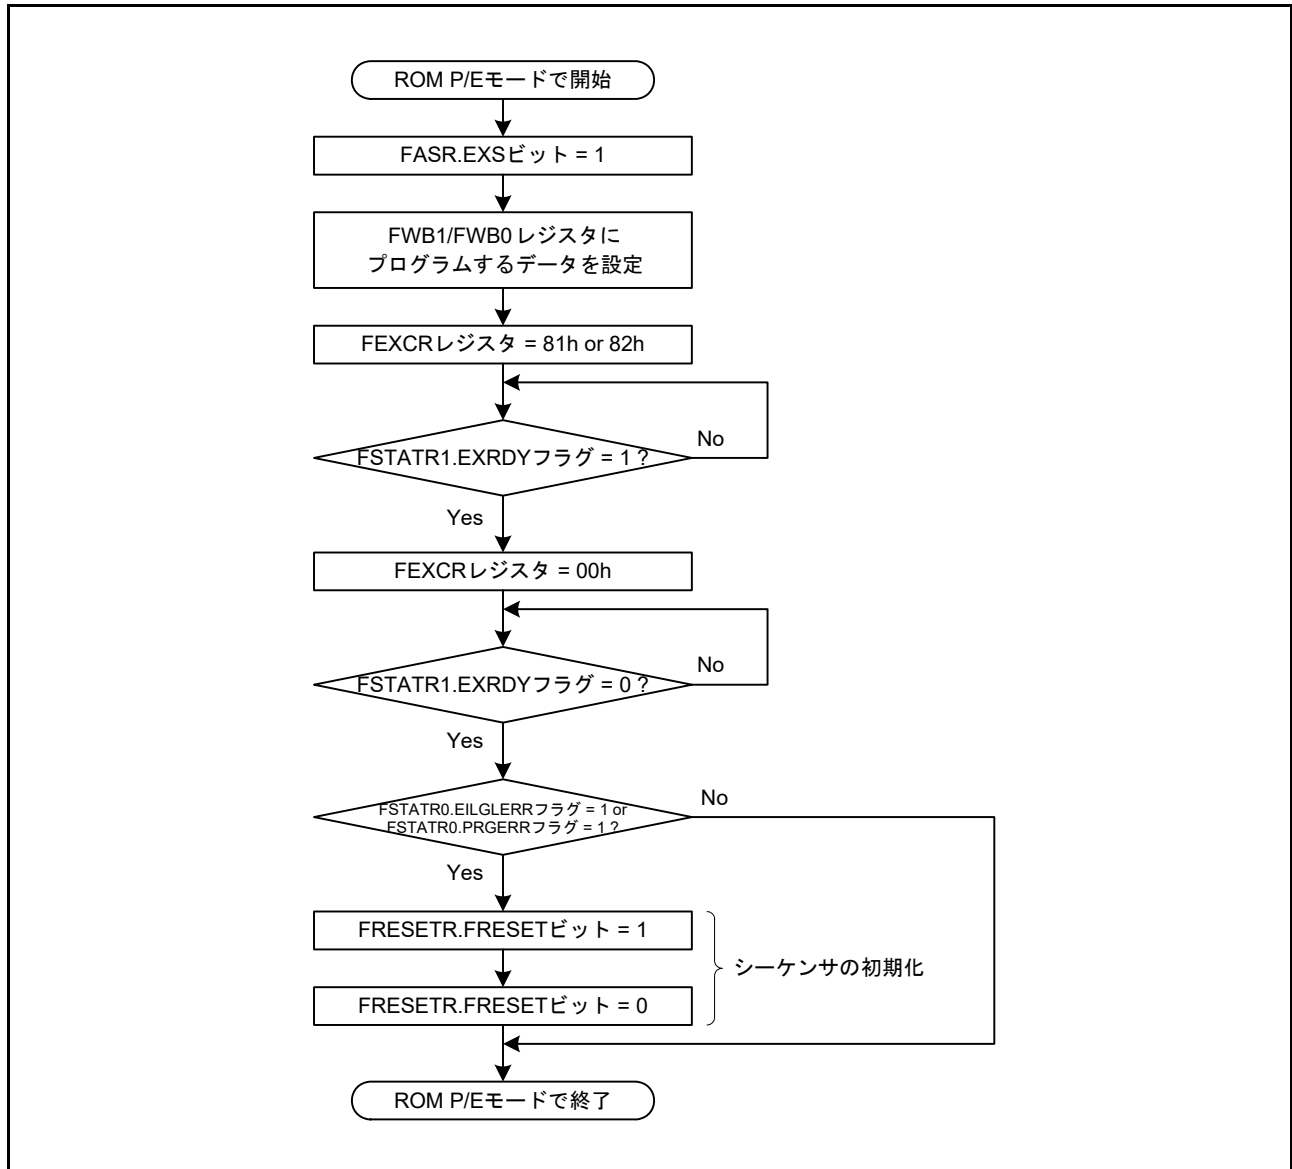 ROM P/Eモードで開始
FASR.EXSビット = 1
FWB1/FWB0 レジスタに
プログラムするデータを設定
FEXCRレジスタ = 81h or 82h
No
FSTATR1.EXRDYフラグ = 1 ?
Yes
FEXCRレジスタ = 00h
No
FSTATR1.EXRDYフラグ = 0 ?
Yes
No
FSTATR0.EILGLERRフラグ = 1 or
FSTATR0.PRGERRフラグ = 1 ?
Yes
FRESETR.FRESETビット = 1
シーケンサの初期化
FRESETR.FRESETビット = 0
ROM P/Eモードで終了